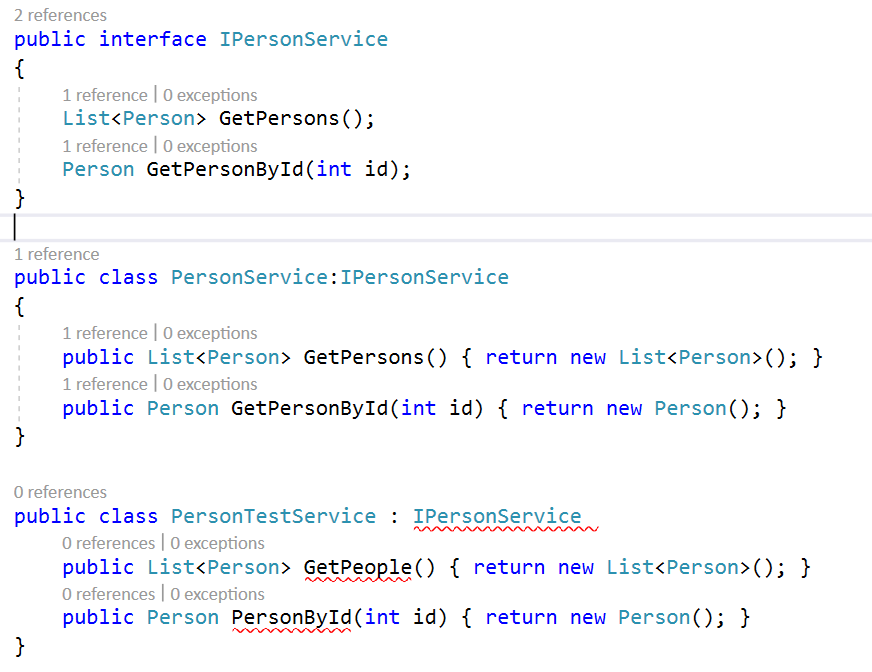 2 references
public interface IPersonService
{
1 reference | 0 exceptions
List<Person> GetPersons();
1 reference | 0 exceptions
Person GetPersonById(int id);
}
1 reference
public class PersonService:IPersonService
{
1 reference | 0 exceptions
public List<Person> GetPersons() { return new List<Person>(); }
1 reference | 0 exceptions
public Person GetPersonById(int id) { return new Person(); }
}
0 references
public class PersonTestService : IPersonService
0 references | 0 exceptions
public List<Person> GetPeople() { return new List<Person>(); }
0 references | 0 exceptions
public Person PersonById(int id) { return new Person(); }
}